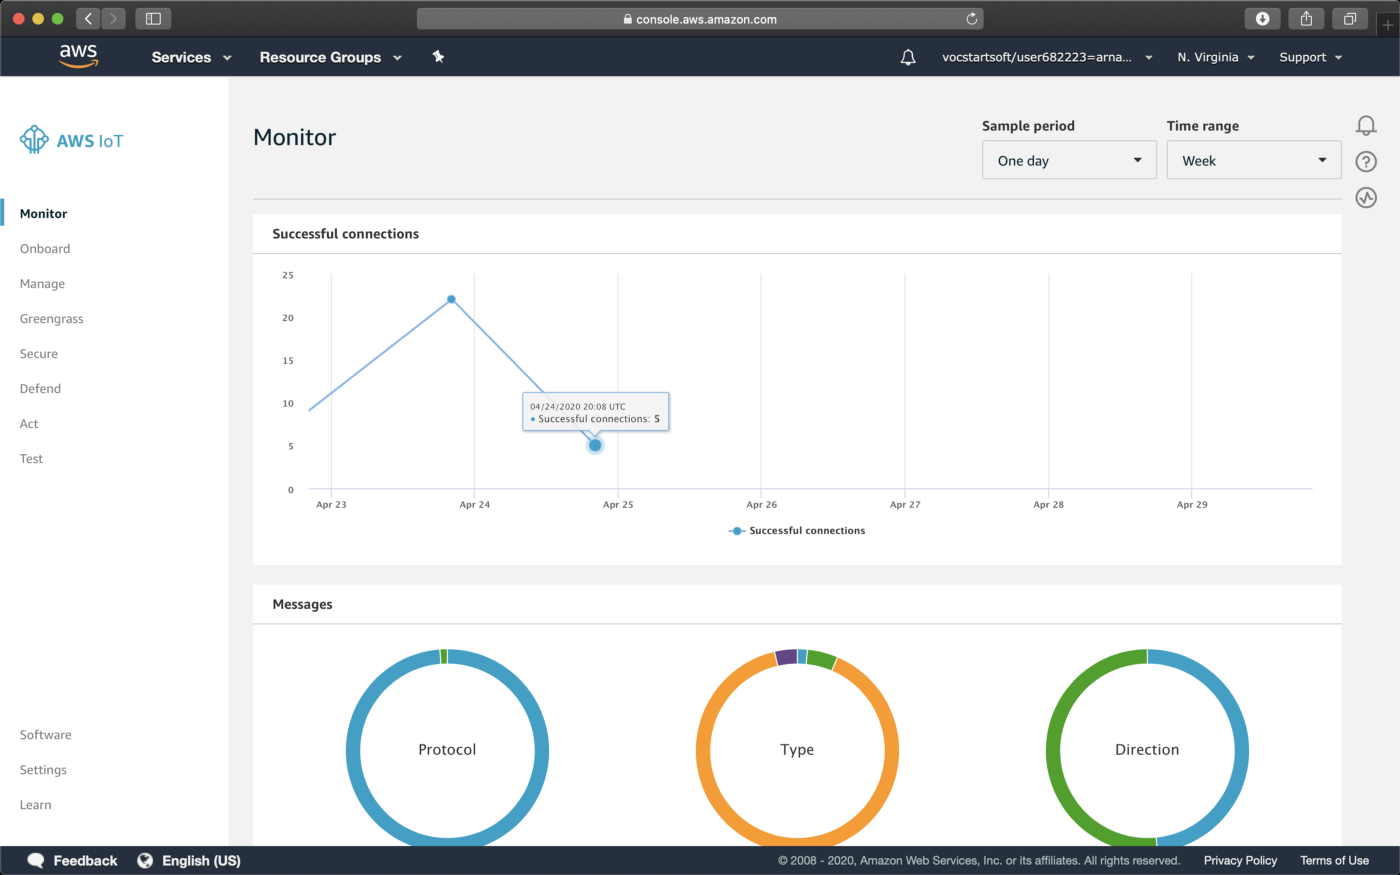 console.aws.amazon.com
aws
Services
Resource Groups
vocstartsoft/user682223=arna...
N. Virginia
Support
AWS IoT
Monitor
Onboard
Manage
Greengrass
Secure
Defend
Act
Test
Software
Settings
Learn
Monitor
Sample period
One day
Time range
Week
Successful connections
25
20
15
10
5
0
04/24/2020 20:08 UTC
Successful connections: 5
Apr 23
Apr 24
Apr 25
Apr 26
Apr 27
Apr 28
Apr 29
Successful connections
Messages
Protocol
Type
Direction
Feedback
English (US)
© 2008 - 2020, Amazon Web Services, Inc. or its affiliates. All rights reserved.
Privacy Policy
Terms of Use